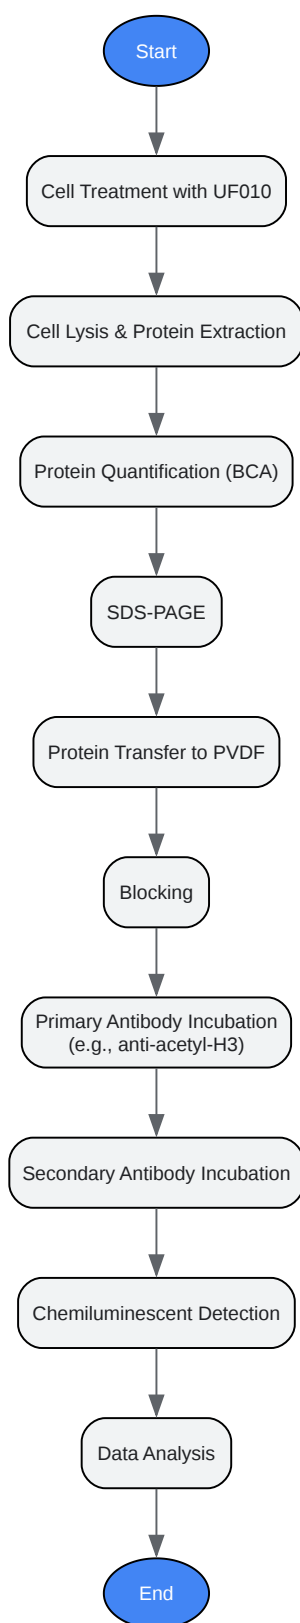 Start
Cell Treatment with UF010
Cell Lysis & Protein Extraction
Protein Quantification (BCA)
SDS-PAGE
Protein Transfer to PVDF
Blocking
Primary Antibody Incubation
(e.g., anti-acetyl-H3)
Secondary Antibody Incubation
Chemiluminescent Detection
Data Analysis
End